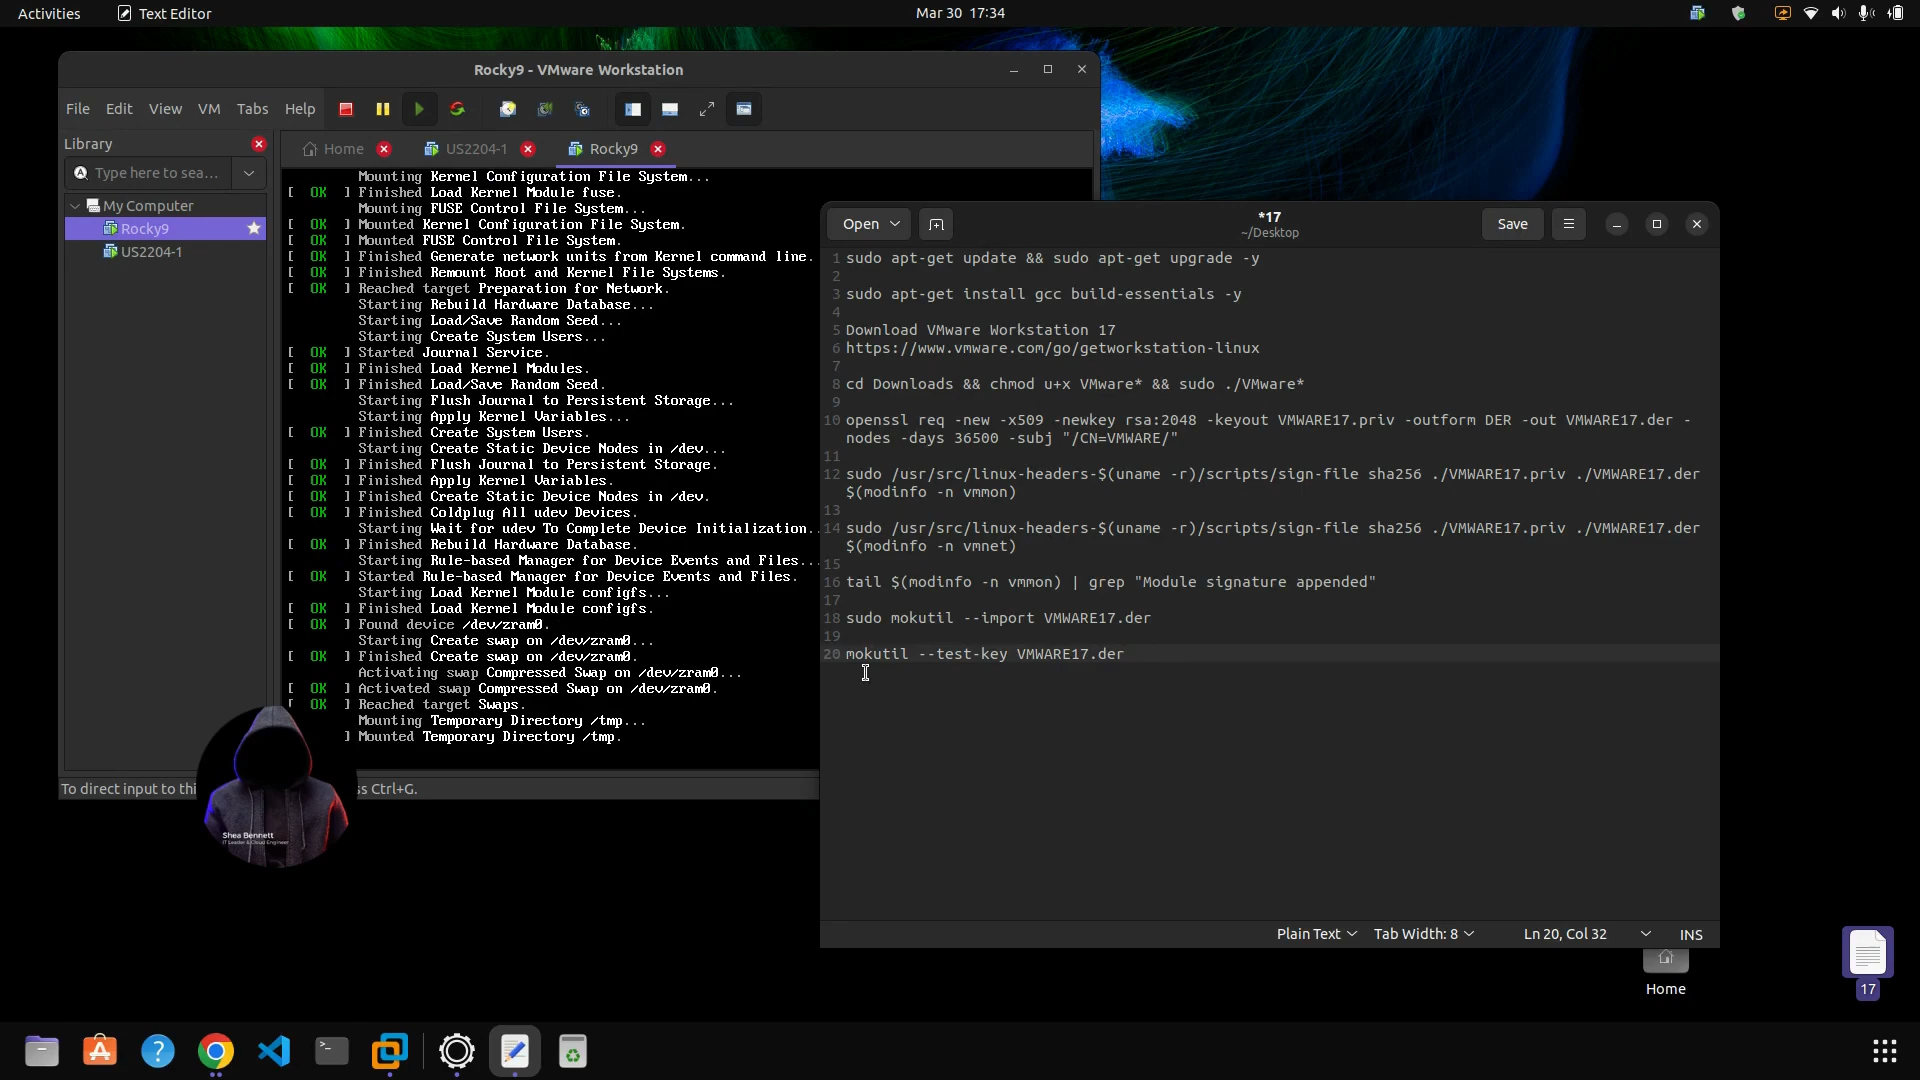 Activities
Text Editor
Mar 30 17:34
Rocky9 - VMware Workstation
File Edit View VM Tabs Help
Library
Type here to sea...
My Computer
Rocky9
US2204-1
Home
US2204-1
Rocky9
Mounting Kernel Configuration File System...
[ OK ] Finished Load Kernel Module fuse.
Mounting FUSE Control File System...
[ OK ] Mounted Kernel Configuration File System.
[ OK ] Mounted FUSE Control File System.
[ OK ] Finished Generate network units from Kernel command line.
[ OK ] Finished Remount Root and Kernel File Systems.
[ OK ] Reached target Preparation for Network.
Starting Rebuild Hardware Database...
Starting Load/Save Random Seed...
Starting Create System Users...
[ OK ] Started Journal Service.
[ OK ] Finished Load Kernel Modules.
[ OK ] Finished Load/Save Random Seed.
Starting Flush Journal to Persistent Storage...
Starting Apply Kernel Variables...
[ OK ] Finished Create System Users.
Starting Create Static Device Nodes in /dev...
[ OK ] Finished Flush Journal to Persistent Storage.
[ OK ] Finished Apply Kernel Variables.
[ OK ] Finished Create Static Device Nodes in /dev.
[ OK ] Finished Coldplug All udev Devices.
Starting Wait for udev To Complete Device Initialization..
[ OK ] Finished Rebuild Hardware Database.
Starting Rule-based Manager for Device Events and Files...
[ OK ] Started Rule-based Manager for Device Events and Files.
Starting Load Kernel Module configfs...
[ OK ] Finished Load Kernel Module configfs.
[ OK ] Found device /dev/zram0.
Starting Create swap on /dev/zram0...
[ OK ] Finished Create swap on /dev/zram0.
Activating swap Compressed Swap on /dev/zram0...
[ OK ] Activated swap Compressed Swap on /dev/zram0.
[ OK ] Reached target Swaps.
Mounting Temporary Directory /tmp...
] Mounted Temporary Directory /tmp.
To direct input to thi
ss Ctrl+G.
Shea Bennett
IT Leader & Cloud Engineer
Open
*17
~/Desktop
Save
1 sudo apt-get update && sudo apt-get upgrade -y
2
3 sudo apt-get install gcc build-essentials -y
4
5 Download VMware Workstation 17
6 https://www.vmware.com/go/getworkstation-linux
7
8 cd Downloads && chmod u+x VMware* && sudo ./VMware*
9
10 openssl req -new -x509 -newkey rsa:2048 -keyout VMWARE17.priv -outform DER -out VMWARE17.der -
nodes -days 36500 -subj "/CN=VMWARE/"
11
12 sudo /usr/src/linux-headers-$(uname -r)/scripts/sign-file sha256 ./VMWARE17.priv ./VMWARE17.der
$(modinfo -n vmmon)
13
14 sudo /usr/src/linux-headers-$(uname -r)/scripts/sign-file sha256 ./VMWARE17.priv ./VMWARE17.der
$(modinfo -n vmnet)
15
16 tail $(modinfo -n vmmon) | grep "Module signature appended"
17
18 sudo mokutil --import VMWARE17.der
19
20 mokutil --test-key VMWARE17.der
Plain Text
Tab Width: 8
Ln 20, Col 32
INS
Home
17